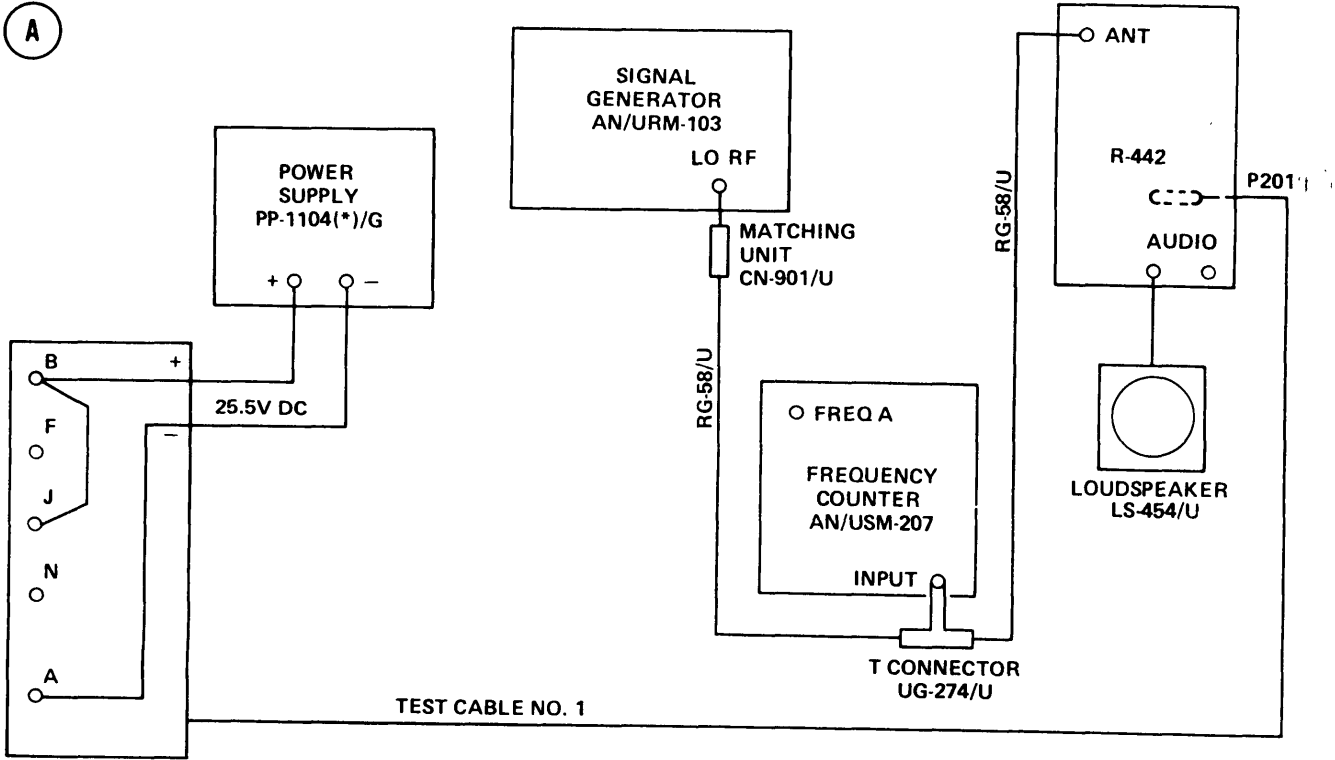 A
SIGNAL
GENERATOR
AN/URM-103
LO RF
POWER
SUPPLY
PP-1104(*)/G
+
—
MATCHING
UNIT
CN-901/U
ANT
R-442
P201
AUDIO
RG-58/U
RG-58/U
LOUDSPEAKER
LS-454/U
FREQ A
FREQUENCY
COUNTER
AN/USM-207
INPUT
T CONNECTOR
UG-274/U
B
+
25.5V DC
—
F
J
N
A
TEST CABLE NO. 1